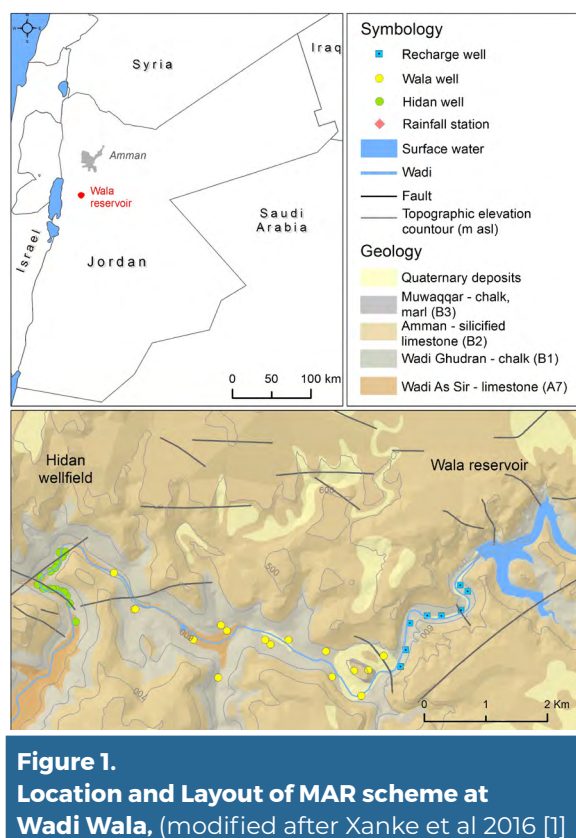 N
Syria
Iraq
Amman
Wala
reservoir
Israel
Jordan
Saudi
Arabia
0 50 100 km
Symbology
Recharge well
Wala well
Hidan well
Rainfall station
Surface water
Wadi
Fault
Topographic elevation
countour (m asl)
Geology
Quaternary deposits
Muwaqqar - chalk,
marl (B3)
Amman - silicified
limestone (B2)
Wadi Ghudran - chalk (B1)
Wadi As Sir - limestone (A7)
Hidan
wellfield
Wala reservoir
600
500
600
600
700
0 1 2 Km
Figure 1.
Location and Layout of MAR scheme at
Wadi Wala, (modified after Xanke et al 2016 [1]